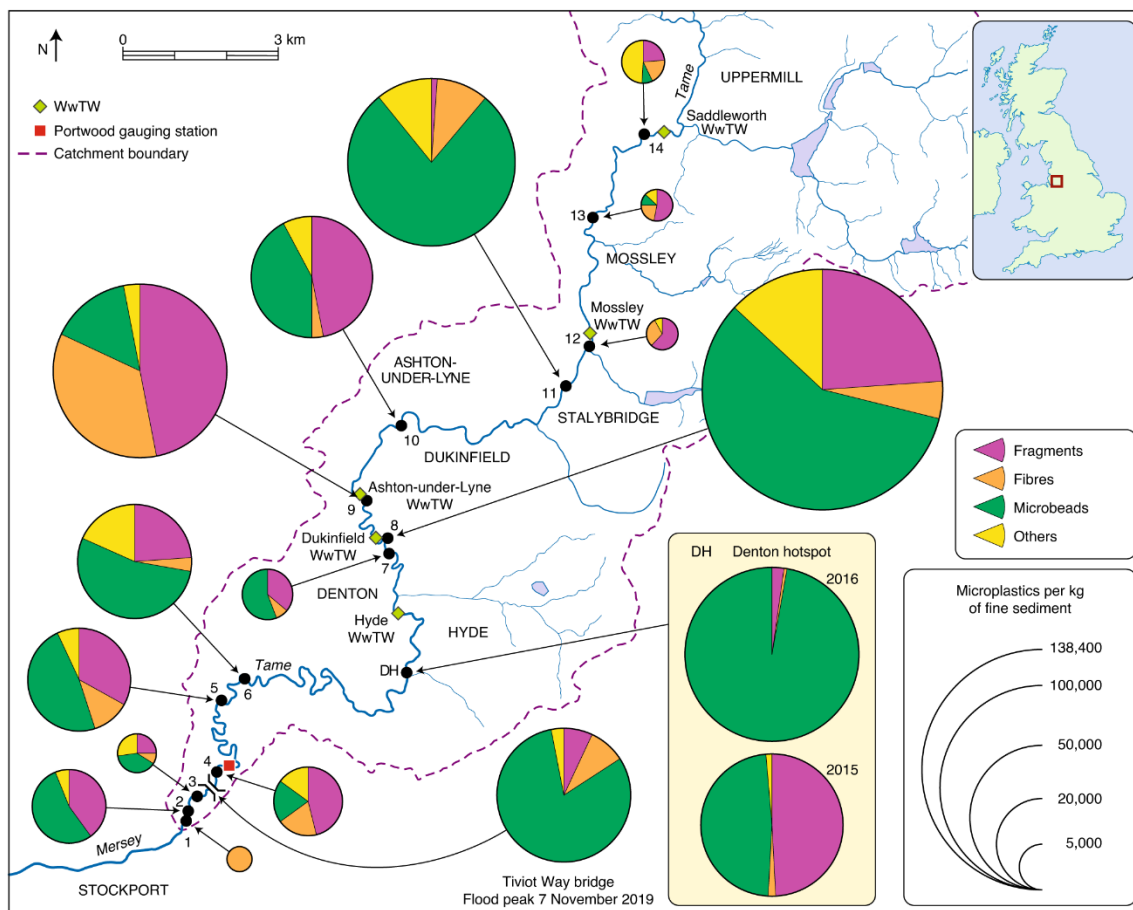 N
0
3 km
WwTW
Portwood gauging station
Catchment boundary
Tame
UPPERMILL
Saddleworth
WwTW
14
13
MOSSLEY
Mossley
WwTW
12
11
ASHTON-
UNDER-LYNE
STALYBRIDGE
10
DUKINFIELD
Ashton-under-Lyne
WwTW
9
8
Dukinfield
WwTW
7
DENTON
Hyde
WwTW
HYDE
DH
Tame
5
6
4
3
2
1
Mersey
STOCKPORT
Tiviot Way bridge
Flood peak 7 November 2019
Fragments
Fibres
Microbeads
Others
DH Denton hotspot
2016
2015
Microplastics per kg
of fine sediment
138,400
100,000
50,000
20,000
5,000